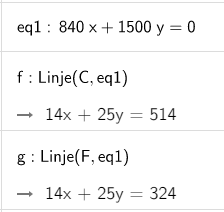 eq1 : 840 x + 1500 y = 0
f : Linje(C, eq1)
→ 14x + 25y = 514
g : Linje(F, eq1)
→ 14x + 25y = 324